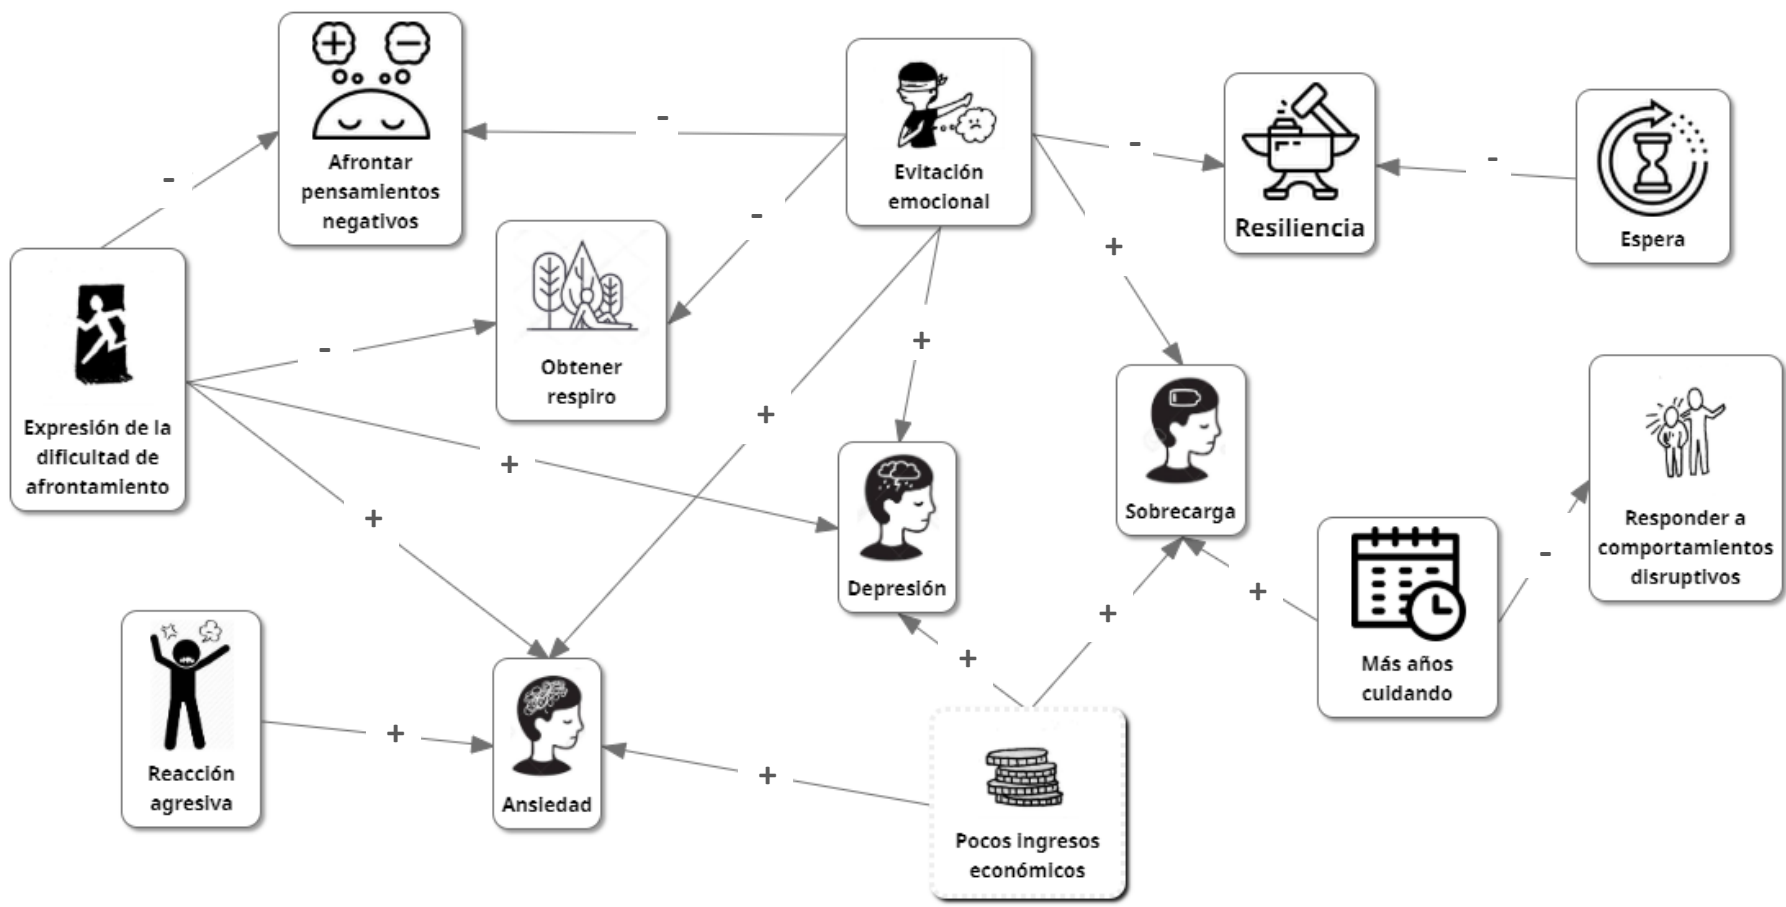 Afrontar
pensamientos
negativos
-
Evitación
emocional
-
Resiliencia
-
Espera
-
-
+
Obtener
respiro
-
+
+
Expresión de la
dificultad de
afrontamiento
+
+
Depresión
Sobrecarga
Responder a
comportamientos
disruptivos
-
+
+
+
Más años
cuidando
Reacción
agresiva
+
Ansiedad
+
Pocos ingresos
económicos